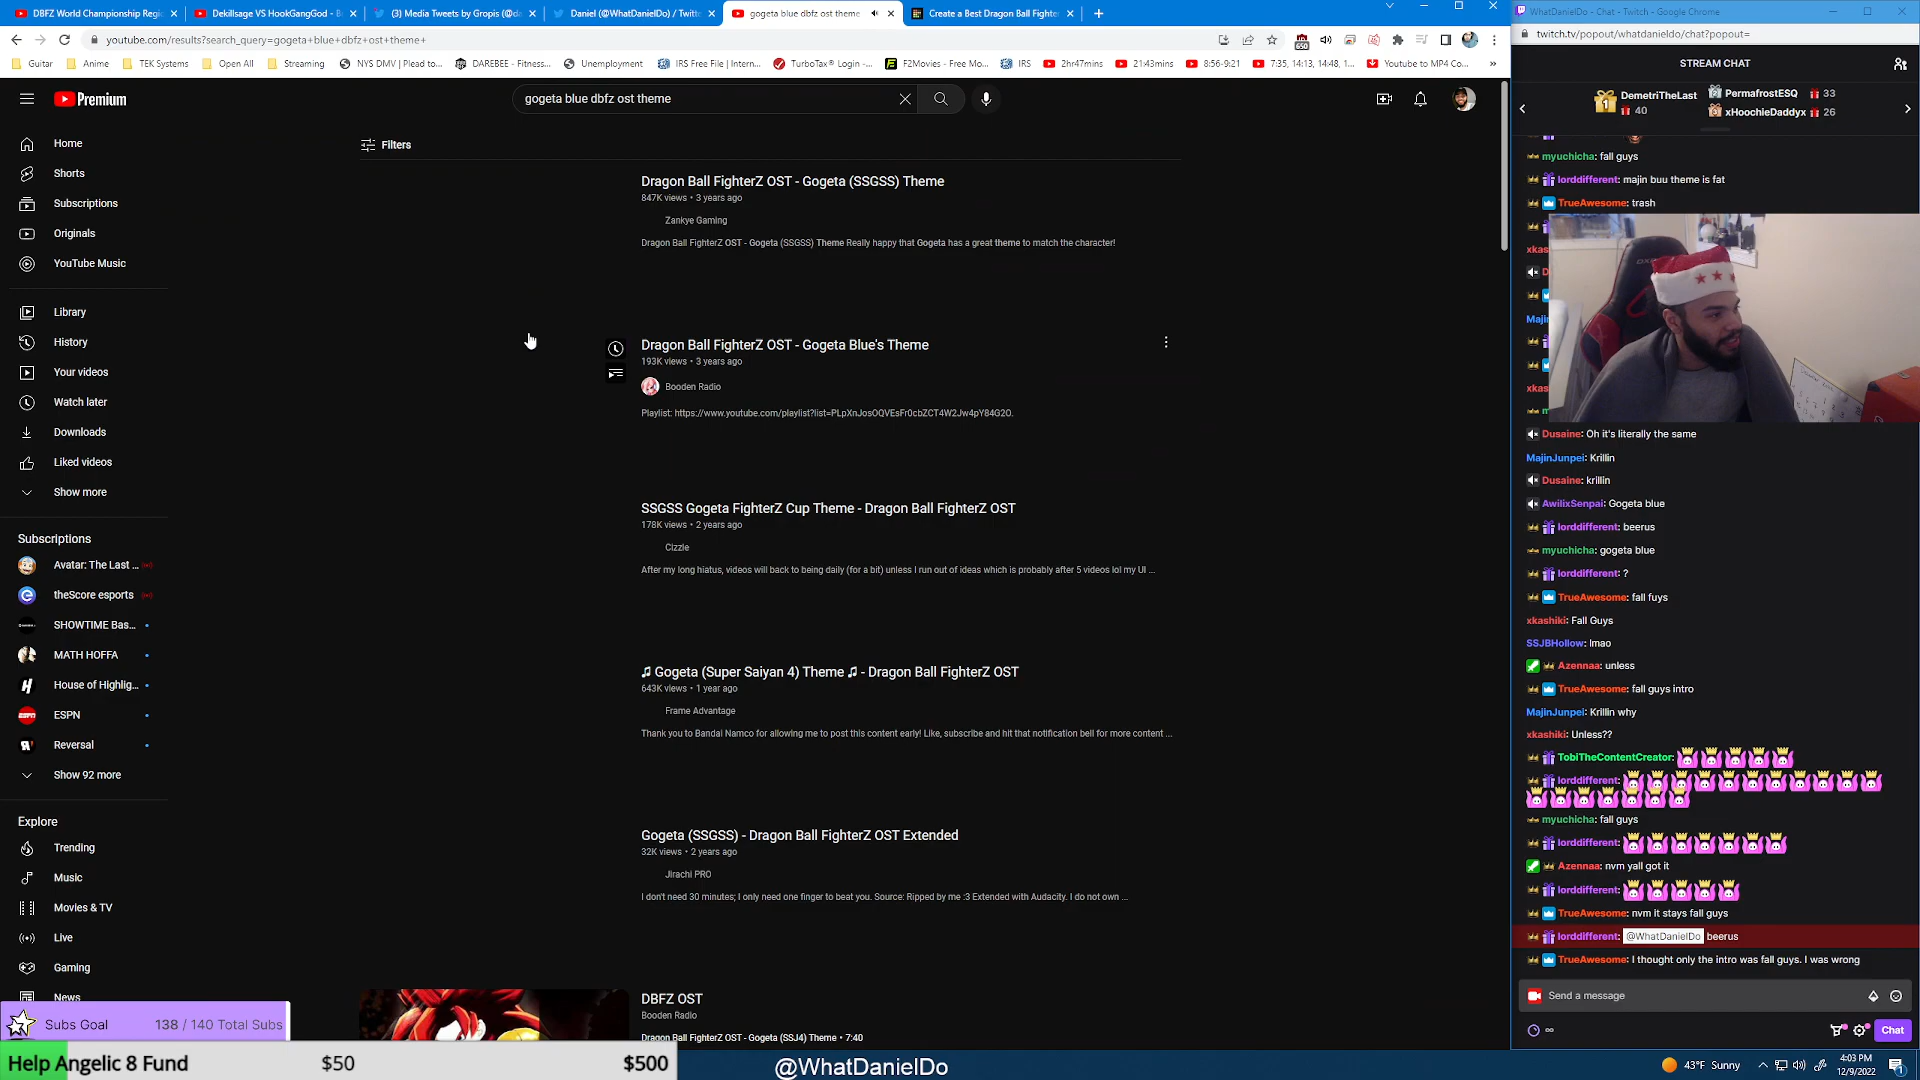 DBFZ World Championship Regi
Dekillsage VS HookGangGod - B
(3) Media Tweets by Gropis (@d
Daniel (@WhatDanielDo) / Twitt
gogeta blue dbfz ost theme
Create a Best Dragon Ball Fighter
WhatDanielDo - Chat - Twitch - Google Chrome
youtube.com/results?search_query=gogeta+blue+dbfz+ost+theme+
twitch.tv/popout/whatdanieldo/chat?popout=
Guitar
Anime
TEK Systems
Open All
Streaming
NYS DMV | Plead to...
DAREBEE - Fitness...
Unemployment
IRS Free File | Intern...
TurboTax® Login -...
F2Movies - Free Mo...
IRS
2hr47mins
21:43mins
8:56-9:21
7:35, 14:13, 14:48, 1...
Youtube to MP4 Co...
Premium
gogeta blue dbfz ost theme
Filters
Home
Shorts
Subscriptions
Originals
YouTube Music
Library
History
Your videos
Watch later
Downloads
Liked videos
Show more
Subscriptions
Avatar: The Last ...
theScore esports
SHOWTIME Bas...
MATH HOFFA
House of Highlig...
ESPN
Reversal
Show 92 more
Explore
Trending
Music
Movies & TV
Live
Gaming
News
Dragon Ball FighterZ OST - Gogeta (SSGSS) Theme
847K views • 3 years ago
Zankye Gaming
Dragon Ball FighterZ OST - Gogeta (SSGSS) Theme Really happy that Gogeta has a great theme to match the character!
Dragon Ball FighterZ OST - Gogeta Blue's Theme
193K views • 3 years ago
Booden Radio
Playlist: https://www.youtube.com/playlist?list=PLpXnJosOQVEsFr0cbZCT4W2Jw4pY84G2O.
SSGSS Gogeta FighterZ Cup Theme - Dragon Ball FighterZ OST
178K views • 2 years ago
Cizzle
After my long hiatus, videos will back to being daily (for a bit) unless I run out of ideas which is probably after 5 videos lol my UI ...
♫ Gogeta (Super Saiyan 4) Theme ♫ - Dragon Ball FighterZ OST
643K views • 1 year ago
Frame Advantage
Thank you to Bandai Namco for allowing me to post this content early! Like, subscribe and hit that notification bell for more content ...
Gogeta (SSGSS) - Dragon Ball FighterZ OST Extended
32K views • 2 years ago
Jirachi PRO
I don't need 30 minutes; I only need one finger to beat you. Source: Ripped by me :3 Extended with Audacity. I do not own ...
DBFZ OST
Booden Radio
Dragon Ball FighterZ OST - Gogeta (SSJ4) Theme • 7:40
STREAM CHAT
1
DemetriTheLast
40
PermafrostESQ 33
xHoochieDaddyx 26
myuchicha: fall guys
lorddifferent: majin buu theme is fat
TrueAwesome: trash
Dusaine: Oh it's literally the same
MajinJunpei: Krillin
Dusaine: krillin
AwilixSenpai: Gogeta blue
lorddifferent: beerus
myuchicha: gogeta blue
lorddifferent: ?
TrueAwesome: fall fuys
xkashiki: Fall Guys
SSJBHollow: lmao
Azennaa: unless
TrueAwesome: fall guys intro
MajinJunpei: Krillin why
xkashiki: Unless??
TobiTheContentCreator:
lorddifferent:
myuchicha: fall guys
lorddifferent:
Azennaa: nvm yall got it
lorddifferent:
TrueAwesome: nvm it stays fall guys
lorddifferent: @WhatDanielDo beerus
TrueAwesome: I thought only the intro was fall guys. I was wrong
Send a message
Chat
Subs Goal 138 / 140 Total Subs
Help Angelic 8 Fund $50 $500
@WhatDanielDo
43°F Sunny
4:03 PM
12/9/2022